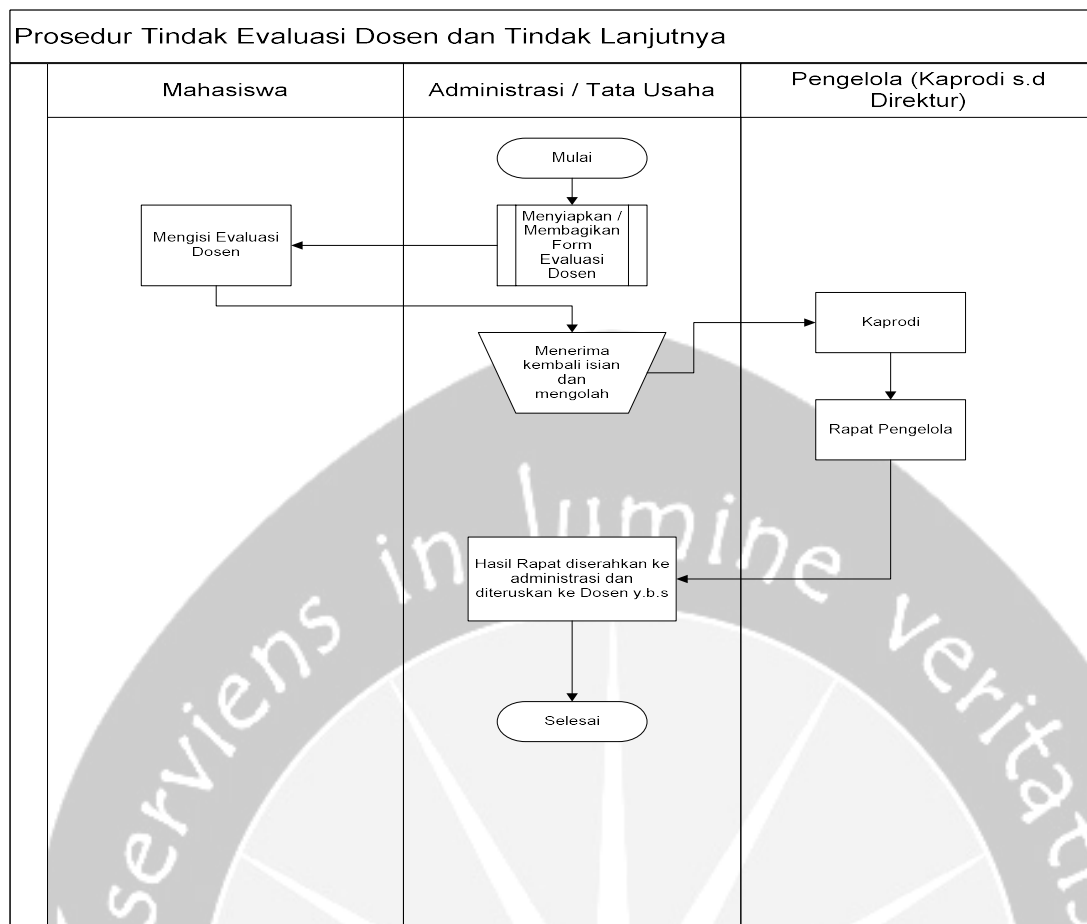 Prosedur Tindak Evaluasi Dosen dan Tindak Lanjutnya
Mahasiswa
Administrasi / Tata Usaha
Pengelola (Kaprodi s.d
Direktur)
Mulai
Menyiapkan /
Membagikan
Form
Evaluasi
Dosen
Mengisi Evaluasi
Dosen
Menerima
kembali isian
dan
mengolah
Kaprodi
Rapat Pengelola
Hasil Rapat diserahkan ke
administrasi dan
diteruskan ke Dosen y.b.s
Selesai
serviens in lumine veritat